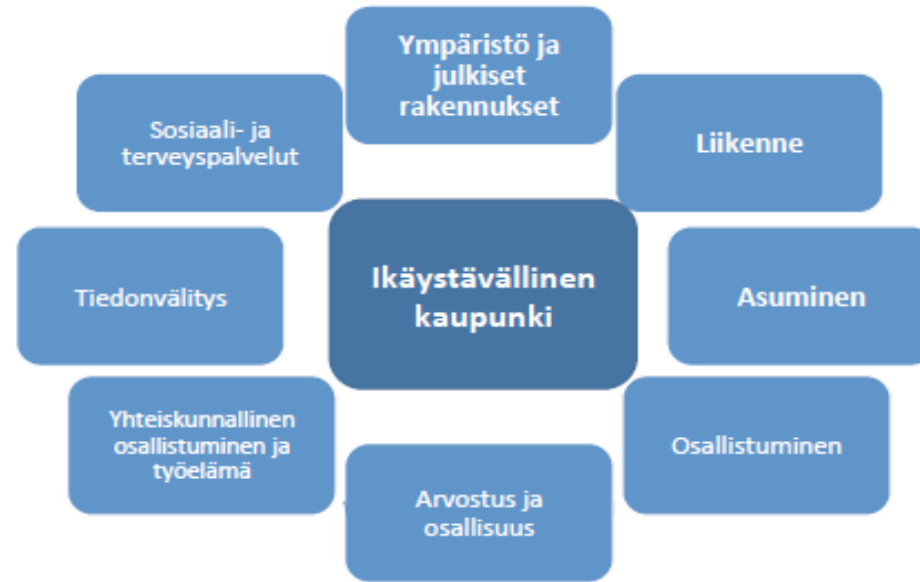 Ympäristö ja
julkiset
rakennukset
Sosiaali- ja
terveyspalvelut
Liikenne
Ikäystävällinen
kaupunki
Tiedonvälitys
Asuminen
Yhteiskunnallinen
osallistuminen ja
työelämä
Osallistuminen
Arvostus ja
osallisuus